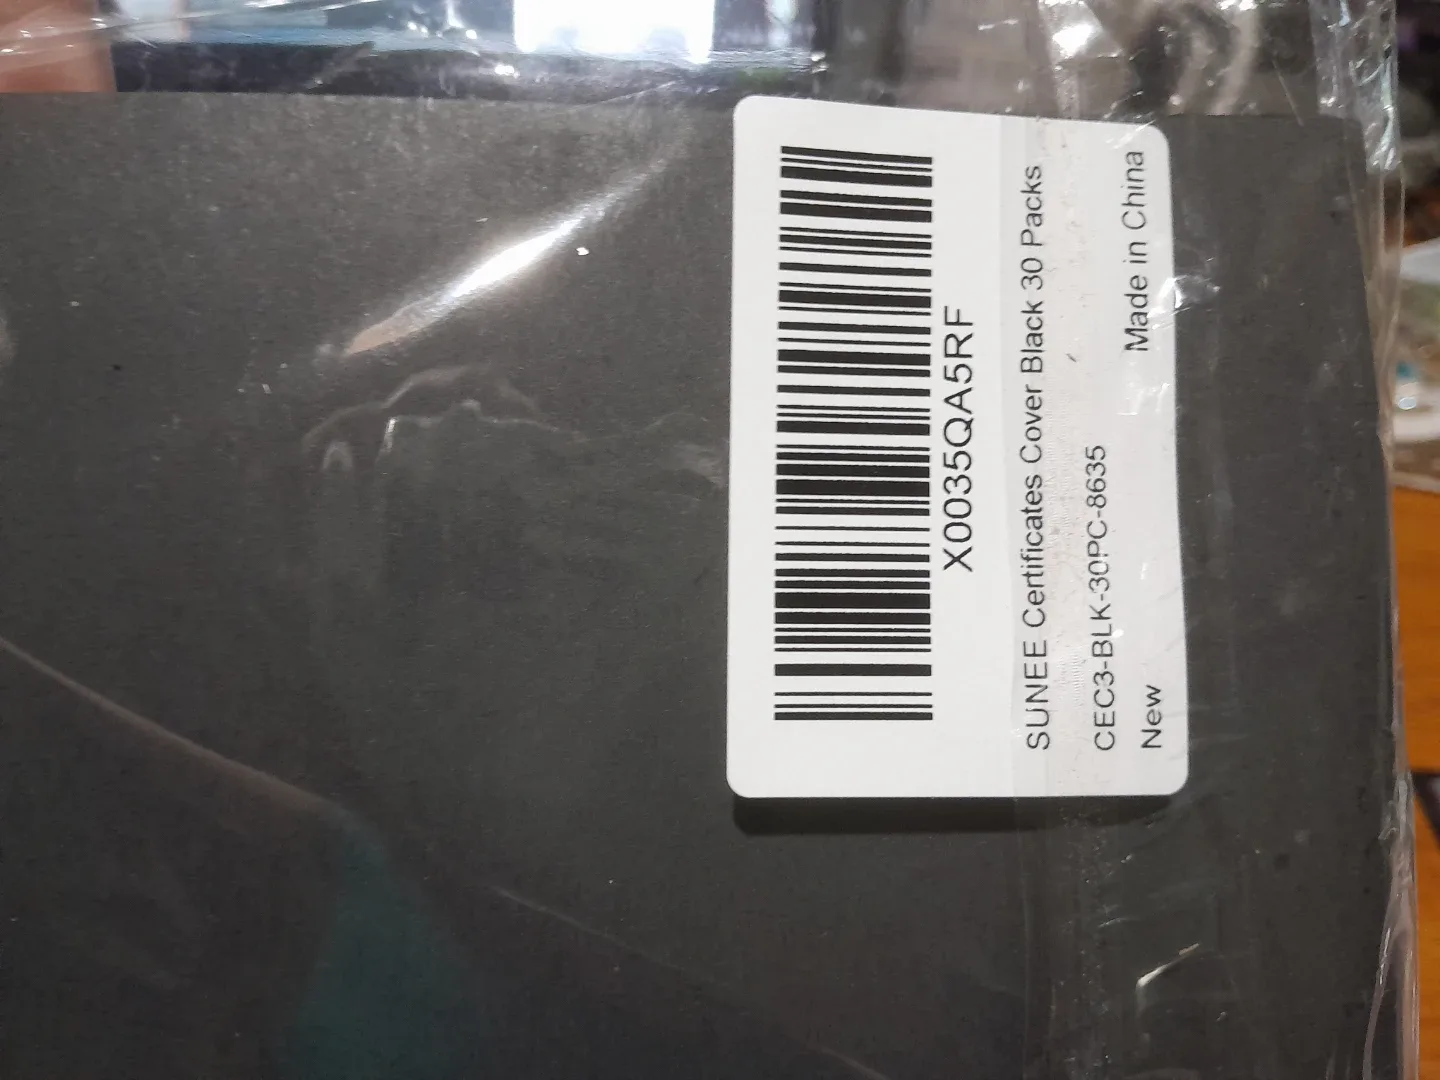 X0035QA5RF
SUNEE Certificates Cover Black 30 Packs
CEC3-BLK-30PC-8635
New Made in China